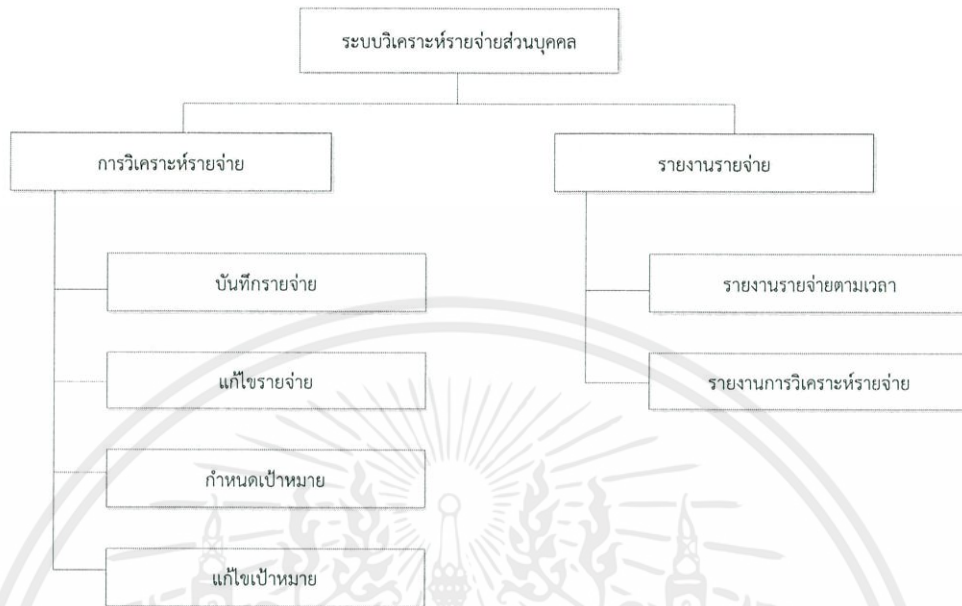 ระบบวิเคราะห์รายจ่ายส่วนบุคคล
การวิเคราะห์รายจ่าย
รายงานรายจ่าย
บันทึกรายจ่าย
รายงานรายจ่ายตามเวลา
แก้ไขรายจ่าย
รายงานการวิเคราะห์รายจ่าย
กำหนดเป้าหมาย
แก้ไขเป้าหมาย